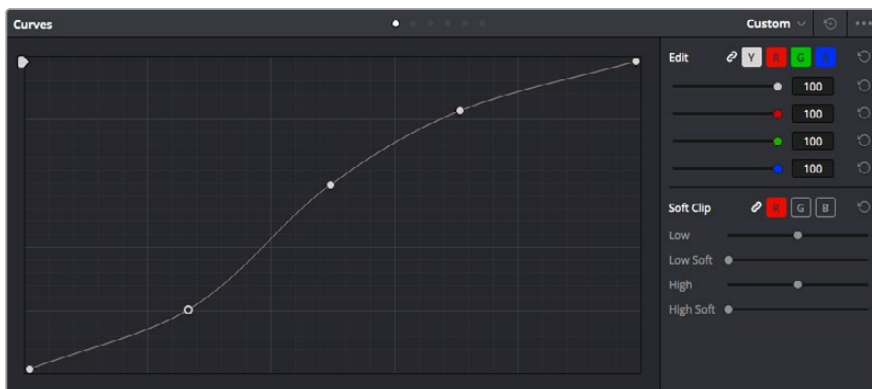 Curves
Custom
Edit Y R G B
100
100
100
100
Soft Clip R G B
Low
Low Soft
High
High Soft